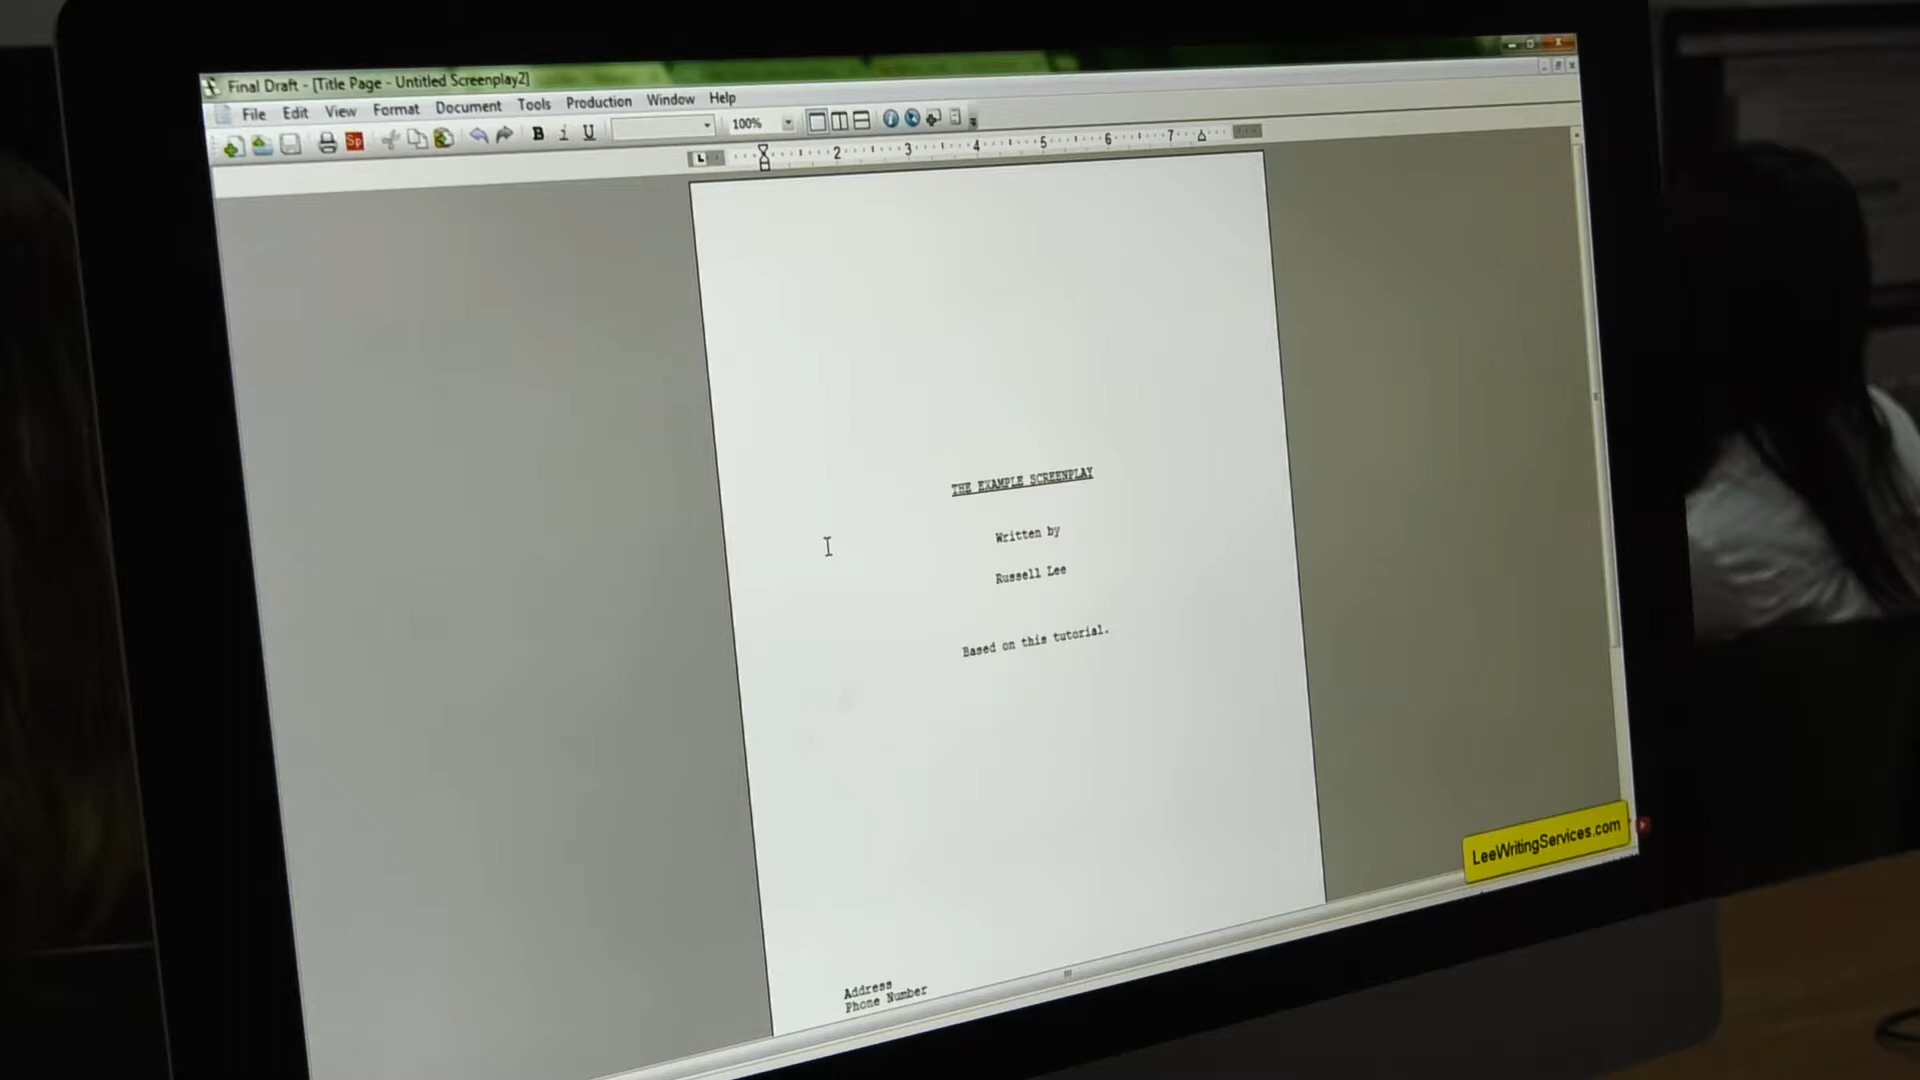 Final Draft - [Title Page - Untitled Screenplay2]
File Edit View Format Document Tools Production Window Help
Sp B i U 100%
L 2 3 4 5 6 7
THE EXAMPLE SCREENPLAY
Written by
Russell Lee
Based on this tutorial.
LeeWritingServices.com
Address
Phone Number